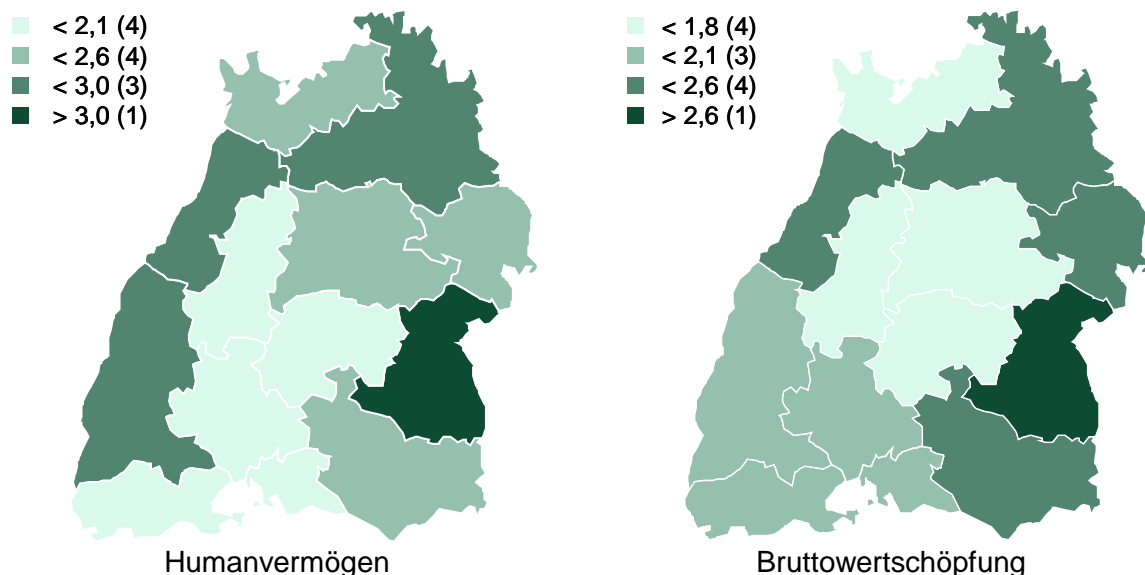 < 2,1 (4)
< 2,6 (4)
< 3,0 (3)
> 3,0 (1)
Humanvermögen
< 1,8 (4)
< 2,1 (3)
< 2,6 (4)
> 2,6 (1)
Bruttowertschöpfung